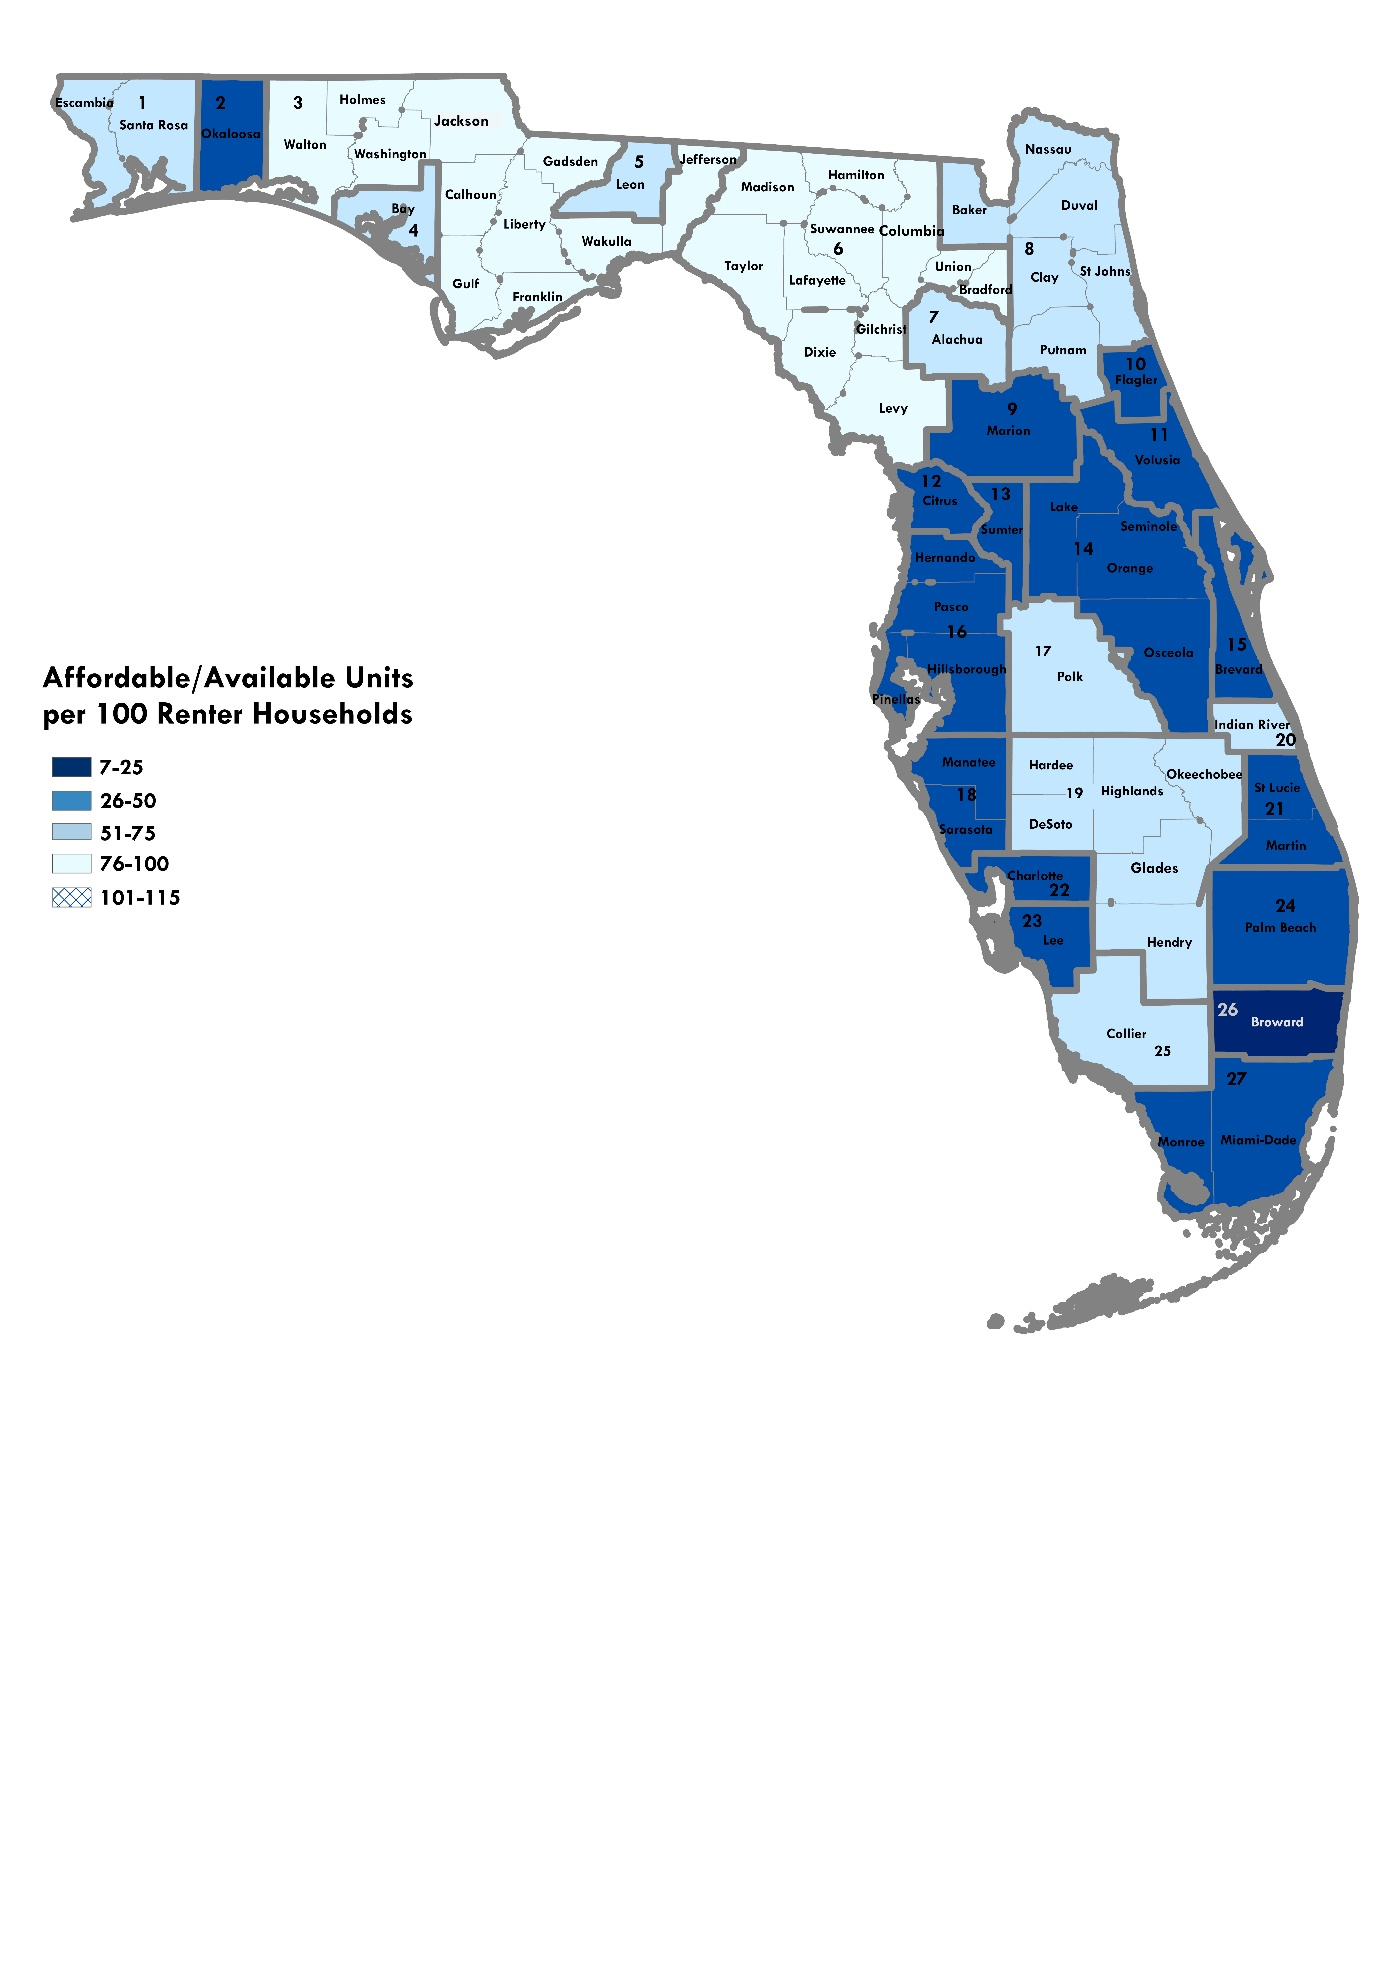 Escambia
1
Santa Rosa
2
Okaloosa
3
Walton
Holmes
Washington
Jackson
Bay
4
Calhoun
Gulf
Liberty
Franklin
Gadsden
5
Leon
Wakulla
Jefferson
Madison
Taylor
Hamilton
Suwannee
6
Columbia
Lafayette
Dixie
Gilchrist
Levy
Union
Bradford
Baker
Nassau
Duval
8
Clay
St Johns
Putnam
7
Alachua
9
Marion
10
Flagler
11
Volusia
12
Citrus
13
Sumter
Lake
Seminole
14
Orange
Osceola
Hernando
Pasco
16
Hillsborough
Pinellas
17
Polk
15
Brevard
Indian River
20
Manatee
18
Sarasota
Hardee
19
DeSoto
Highlands
Okeechobee
Glades
Hendry
St Lucie
21
Martin
Charlotte
22
23
Lee
24
Palm Beach
Collier
25
26
Broward
27
Monroe
Miami-Dade
Affordable/Available Units
per 100 Renter Households
7-25
26-50
51-75
76-100
101-115